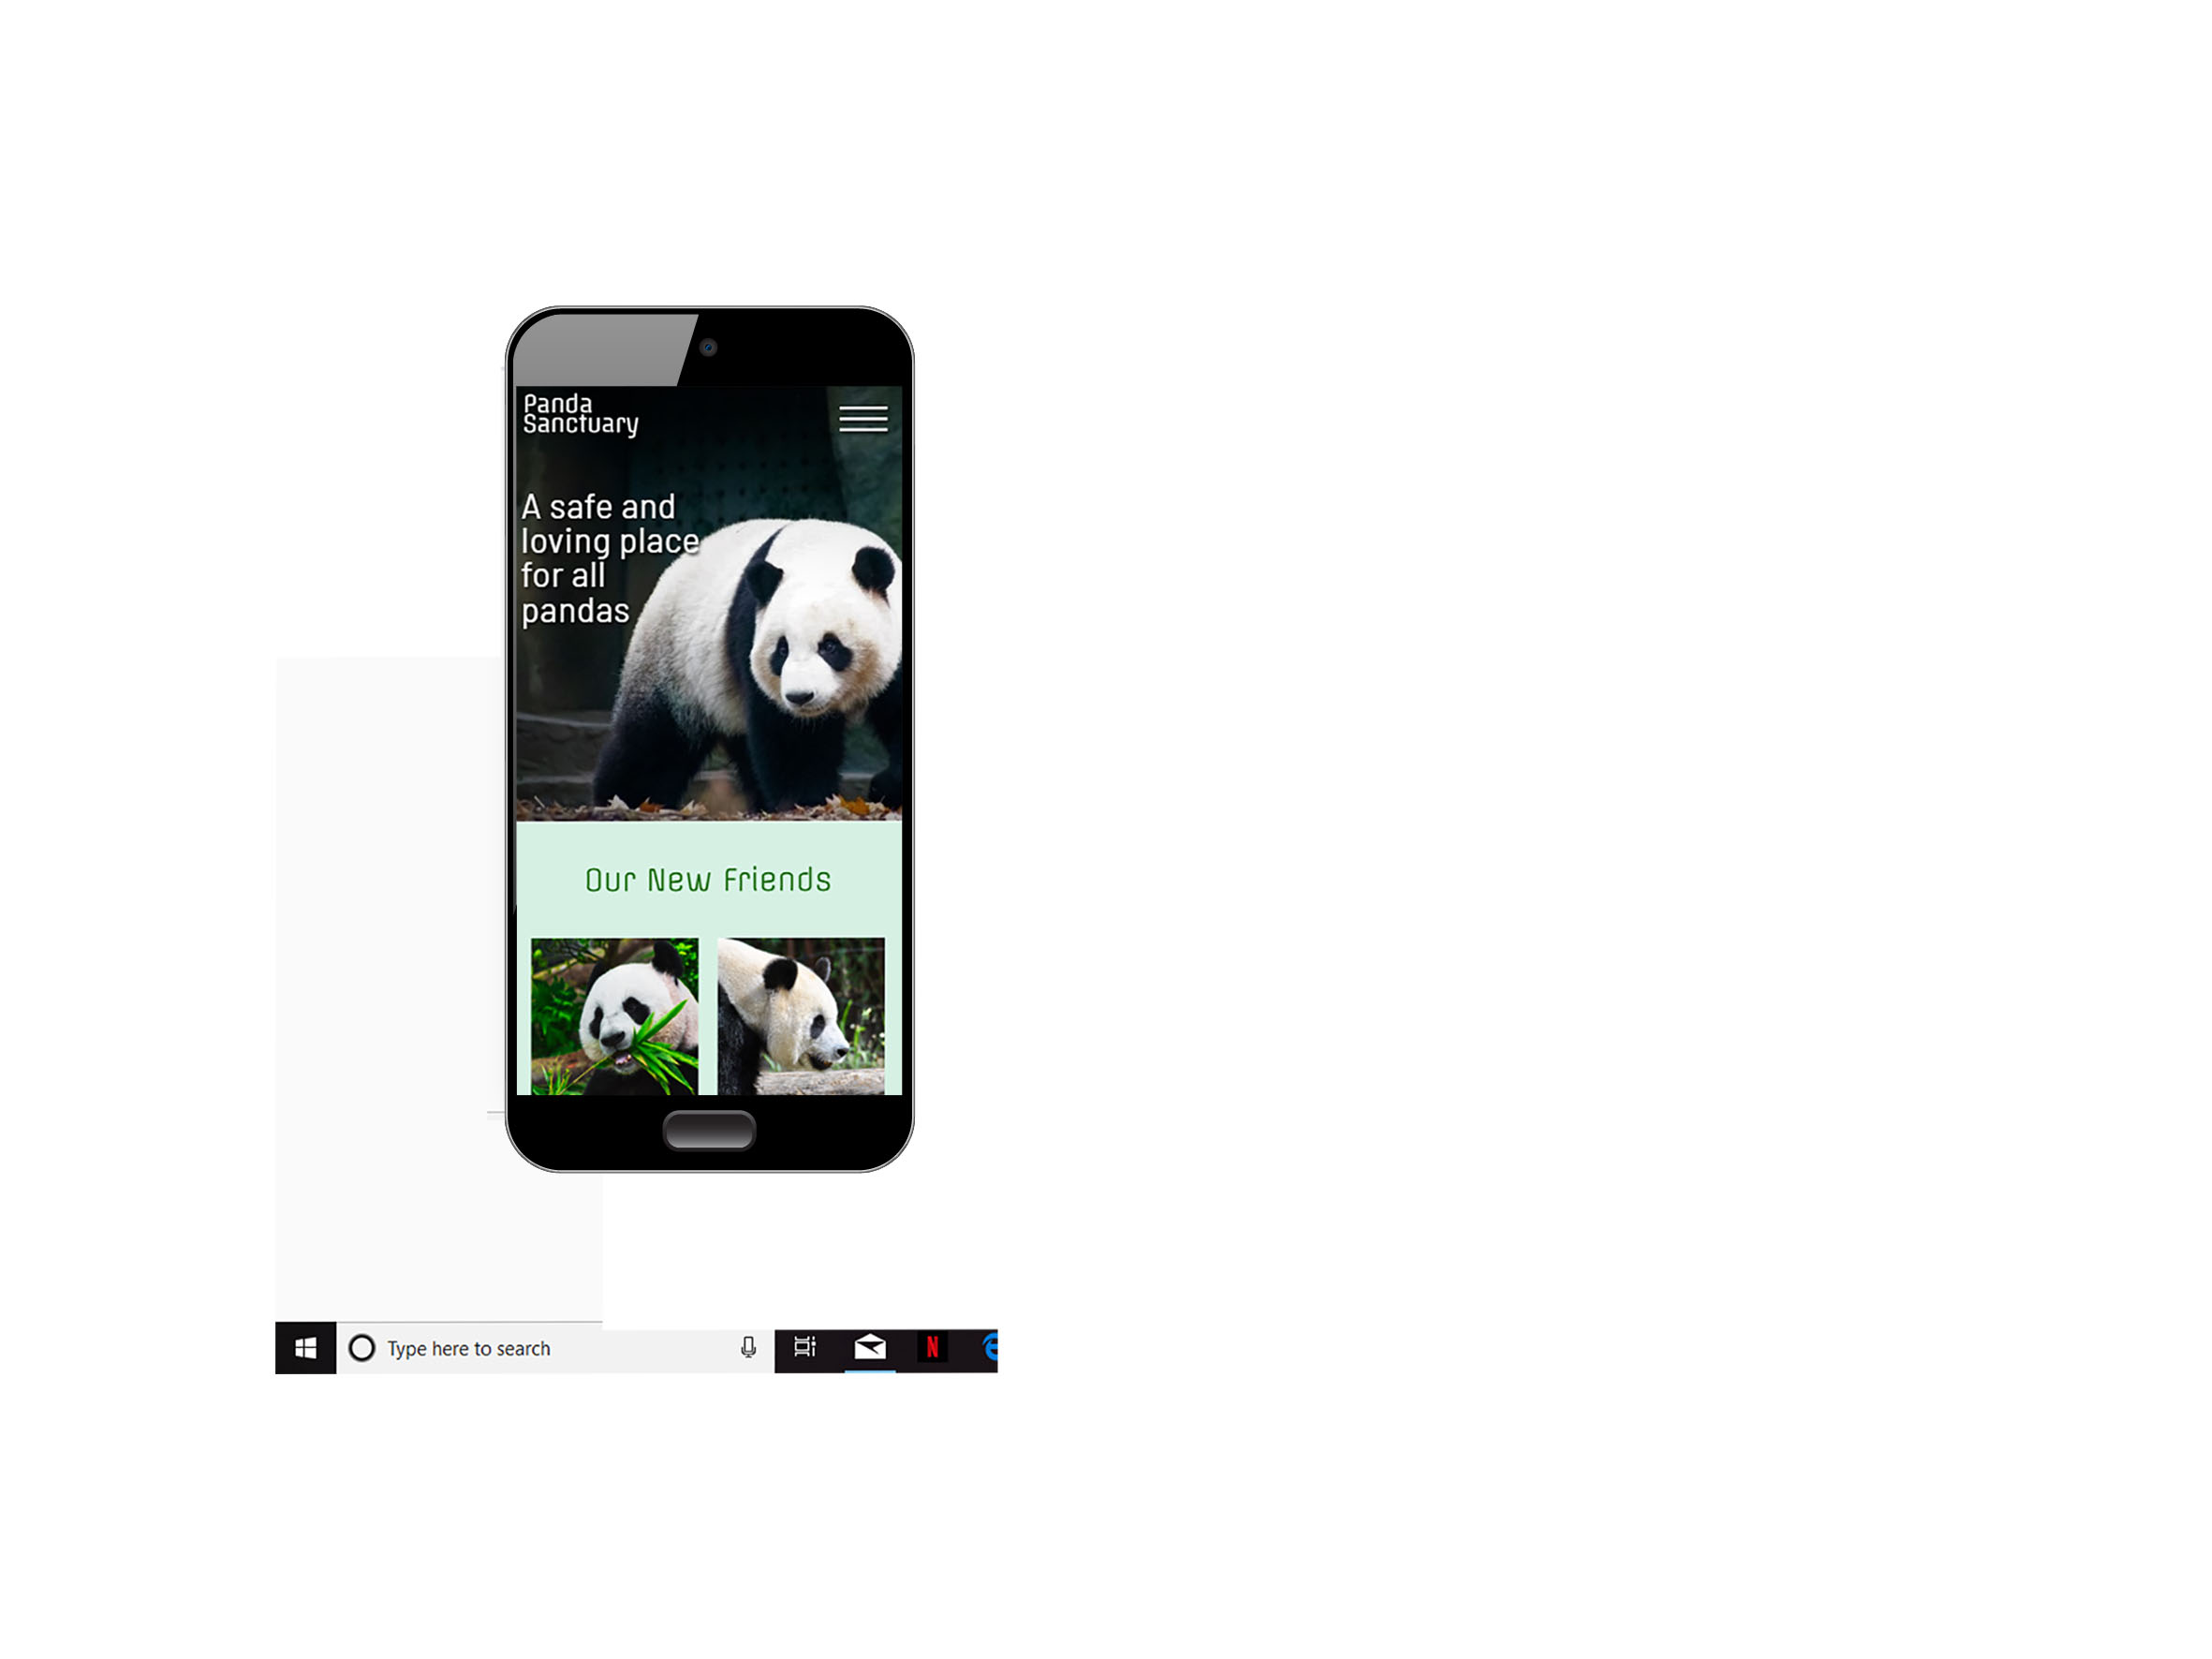 Panda
Sanctuary
A safe and
loving place
for all
pandas
Our New Friends
Type here to search
N